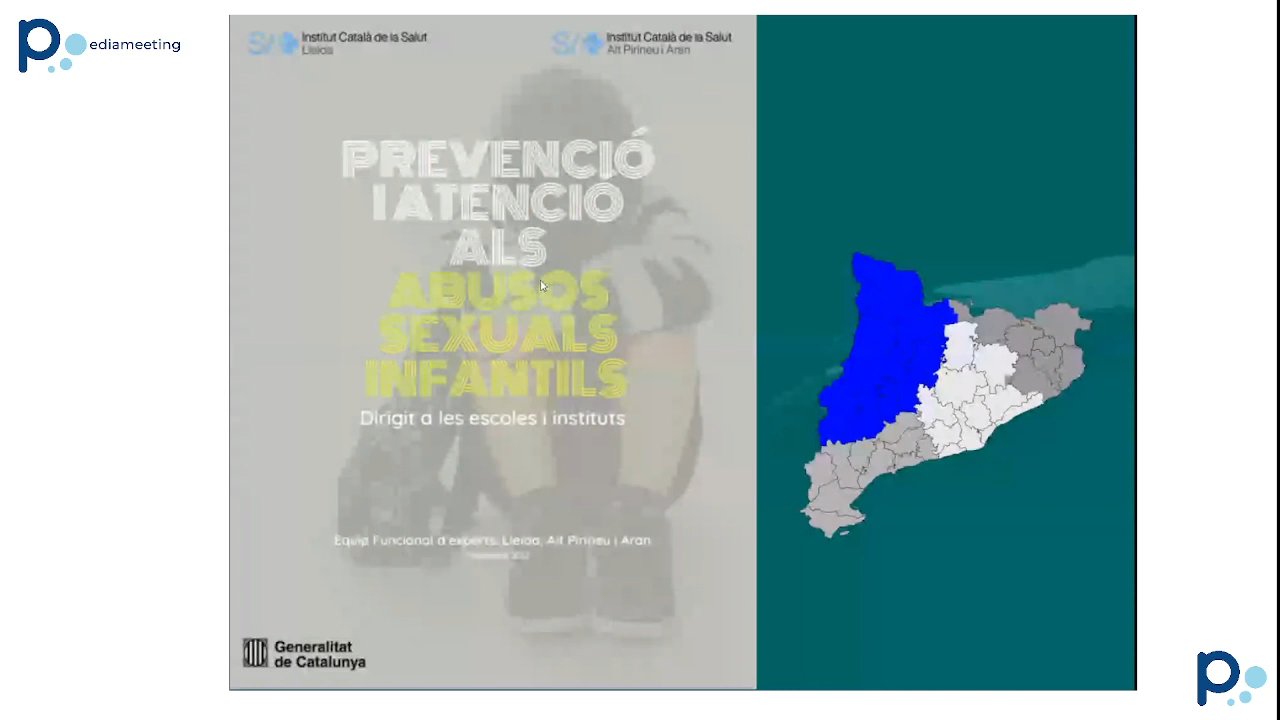 ediameeting
Institut Català de la Salut
Lleida
Institut Català de la Salut
Alt Pirineu i Aran
PREVENCIÓ
I ATENCIÓ
ALS
ABUSOS
SEXUALS
INFANTILS
Dirigit a les escoles i instituts
Equip Funcional d'experts. Lleida, Alt Pirineu i Aran
Generalitat
de Catalunya